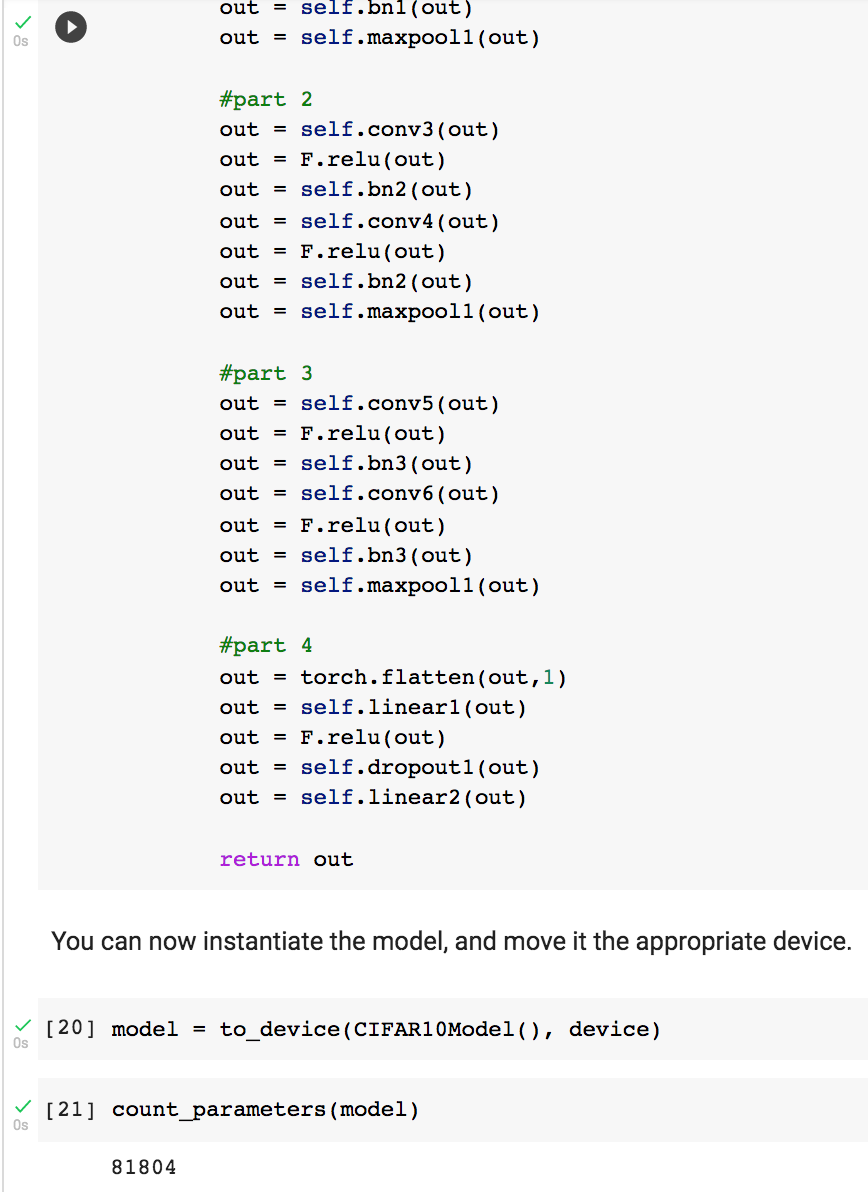 out = self.bn1(out)
0s
out = self.maxpool1(out)
#part 2
out = self.conv3(out)
out = F.relu(out)
out = self.bn2(out)
out = self.conv4(out)
out = F.relu(out)
out = self.bn2(out)
out = self.maxpool1(out)
#part 3
out = self.conv5(out)
out = F.relu(out)
out = self.bn3(out)
out = self.conv6(out)
out = F.relu(out)
out = self.bn3(out)
out = self.maxpool1(out)
#part 4
out = torch.flatten(out,1)
out = self.linear1(out)
out = F.relu(out)
out = self.dropout1(out)
out = self.linear2(out)
return out
You can now instantiate the model, and move it the appropriate device.
[20] model = to_device(CIFAR10Model(), device)
0s
[21] count_parameters(model)
0s
81804